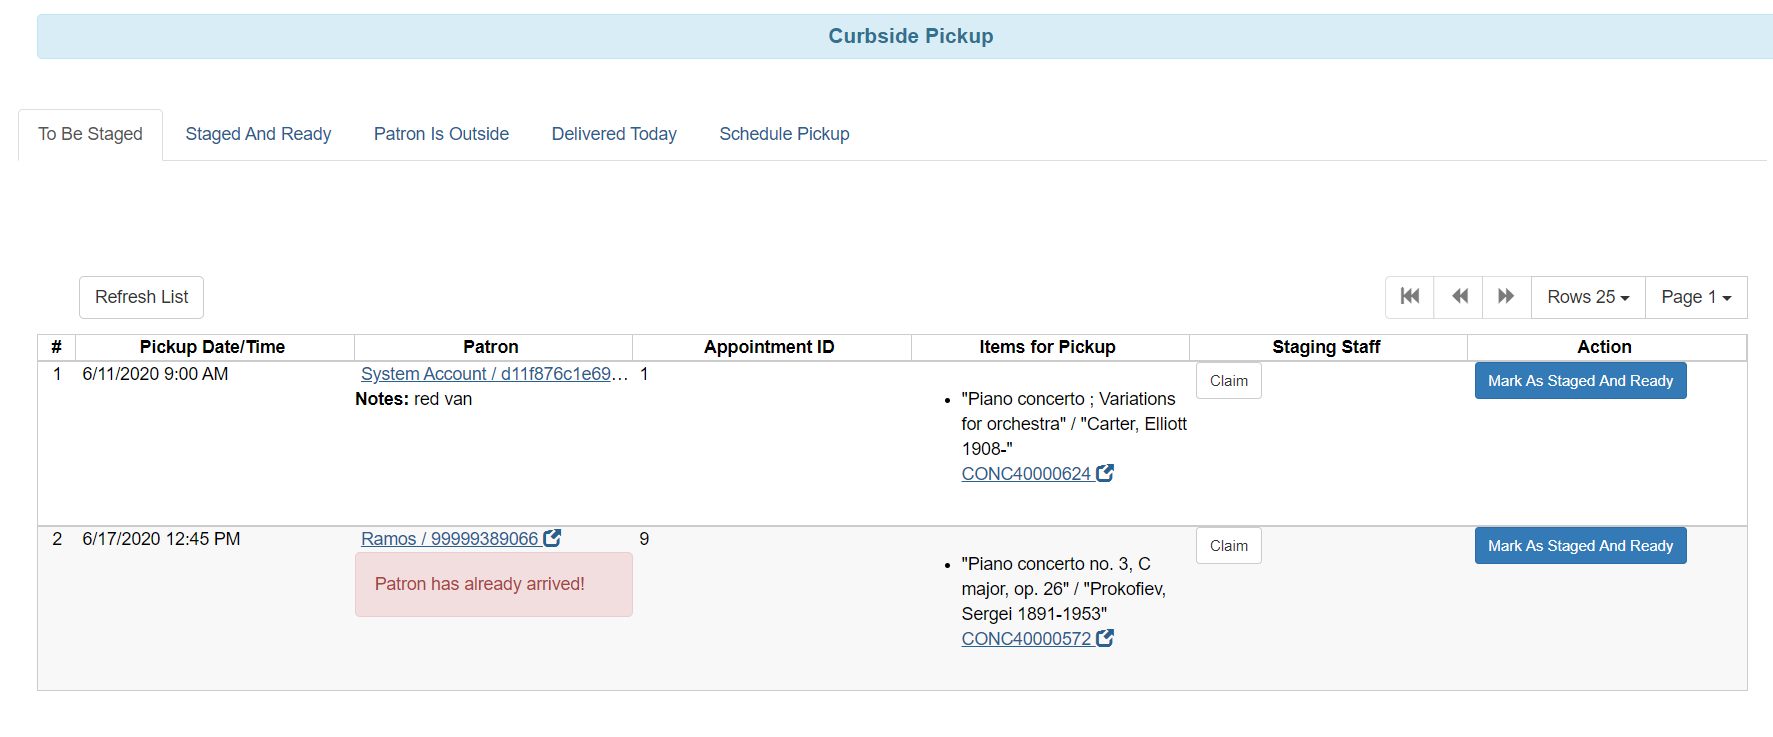 Curbside Pickup
To Be Staged Staged And Ready Patron Is Outside Delivered Today Schedule Pickup
Refresh List Rows 25 Page 1
# Pickup Date/Time Patron Appointment ID Items for Pickup Staging Staff Action
1 6/11/2020 9:00 AM System Account / d11f876c1e69... 1 Claim Mark As Staged And Ready
Notes: red van
"Piano concerto ; Variations
for orchestra" / "Carter, Elliott
1908-"
CONC40000624
2 6/17/2020 12:45 PM Ramos / 99999389066 9 Claim Mark As Staged And Ready
Patron has already arrived!
"Piano concerto no. 3, C
major, op. 26" / "Prokofiev,
Sergei 1891-1953"
CONC40000572